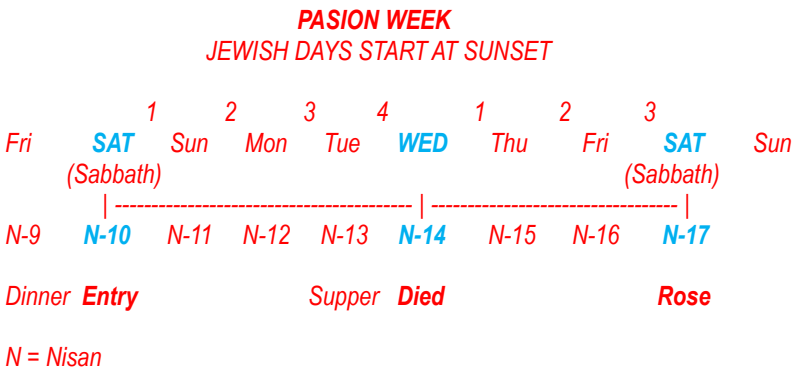 PASION WEEK
JEWISH DAYS START AT SUNSET
1 2 3 4 1 2 3
Fri SAT Sun Mon Tue WED Thu Fri SAT Sun
(Sabbath) (Sabbath)
| ---------------------------------------- | ---------------------------------- |
N-9 N-10 N-11 N-12 N-13 N-14 N-15 N-16 N-17
Dinner Entry Supper Died Rose
N = Nisan